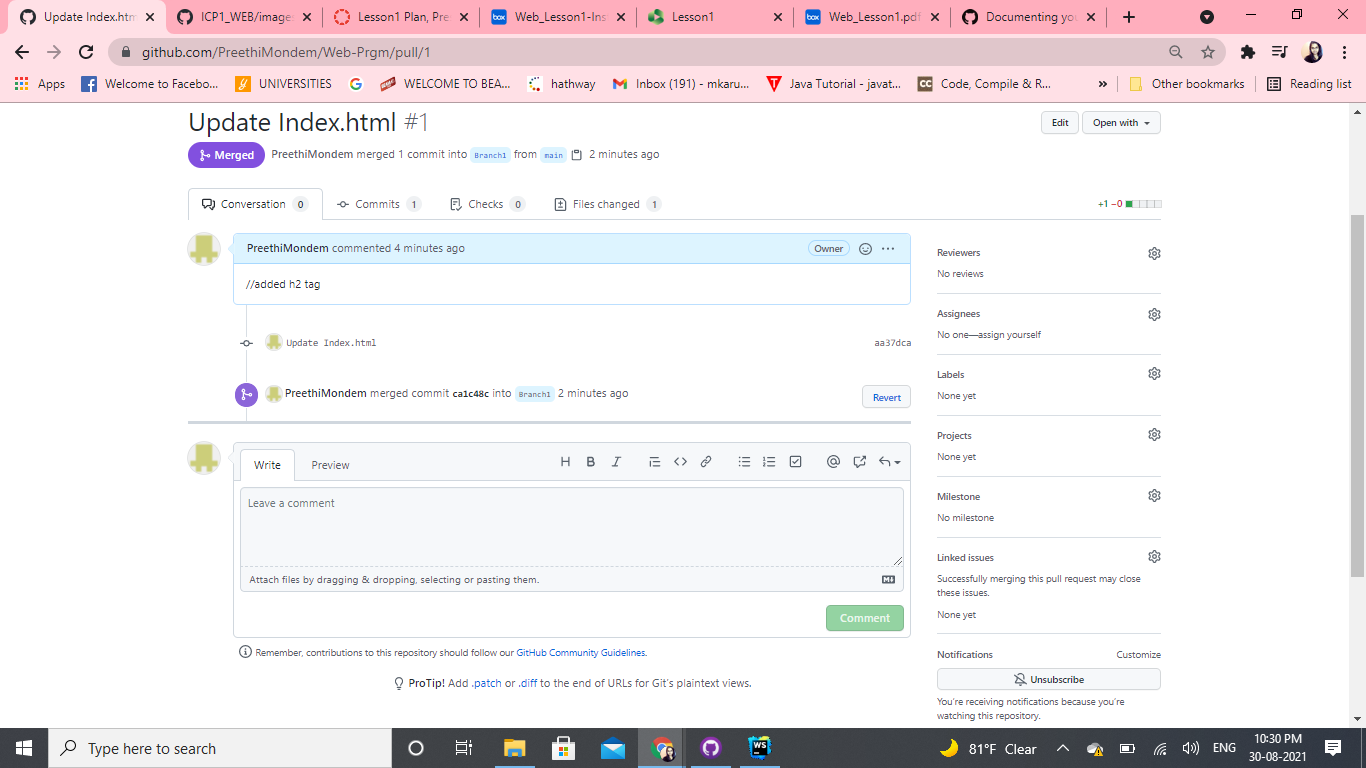 Update Index.htm
ICP1_WEB/image
Lesson1 Plan, Pre
Web_Lesson1-Ins
Lesson1
Web_Lesson1.pdf
Documenting you
github.com/PreethiMondem/Web-Prgm/pull/1
Apps
Welcome to Facebo...
UNIVERSITIES
WELCOME TO BEA...
hathway
Inbox (191) - mkaru...
Java Tutorial - javat...
Code, Compile & R...
»
Other bookmarks
Reading list
Update Index.html #1
Edit
Open with
Merged
PreethiMondem merged 1 commit into Branch1 from main 2 minutes ago
Conversation 0
Commits 1
Checks 0
Files changed 1
+1 −0
PreethiMondem commented 4 minutes ago
Owner
//added h2 tag
Update Index.html
aa37dca
PreethiMondem merged commit ca1c48c into Branch1 2 minutes ago
Revert
Write
Preview
Leave a comment
Attach files by dragging & dropping, selecting or pasting them.
Comment
Remember, contributions to this repository should follow our GitHub Community Guidelines.
ProTip! Add .patch or .diff to the end of URLs for Git's plaintext views.
Reviewers
No reviews
Assignees
No one—assign yourself
Labels
None yet
Projects
None yet
Milestone
No milestone
Linked issues
Successfully merging this pull request may close
these issues.
None yet
Notifications
Customize
Unsubscribe
You're receiving notifications because you're
watching this repository.
Type here to search
WS
81°F Clear
ENG
10:30 PM
30-08-2021